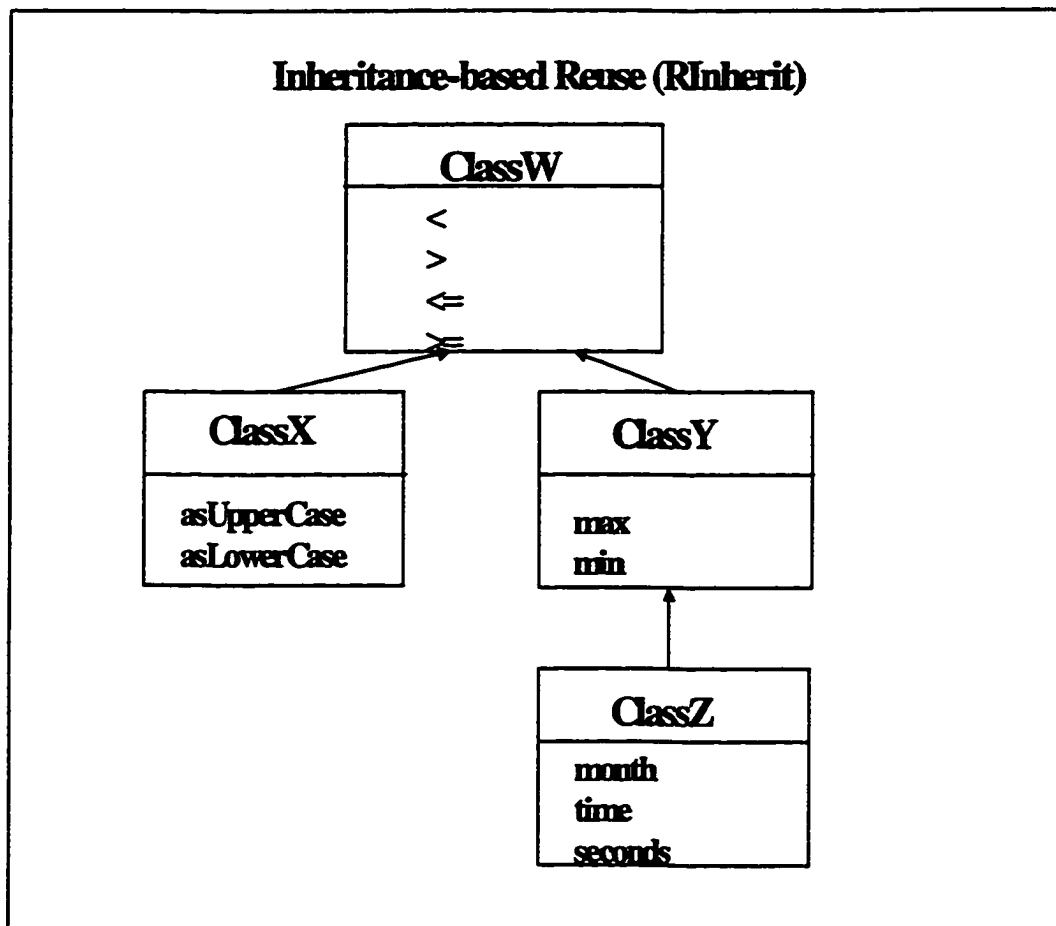 Inheritance-based Reuse (RInherit)
ClassW
<
>
<=
>=
ClassX
asUpperCase
asLowerCase
ClassY
max
min
ClassZ
month
time
seconds